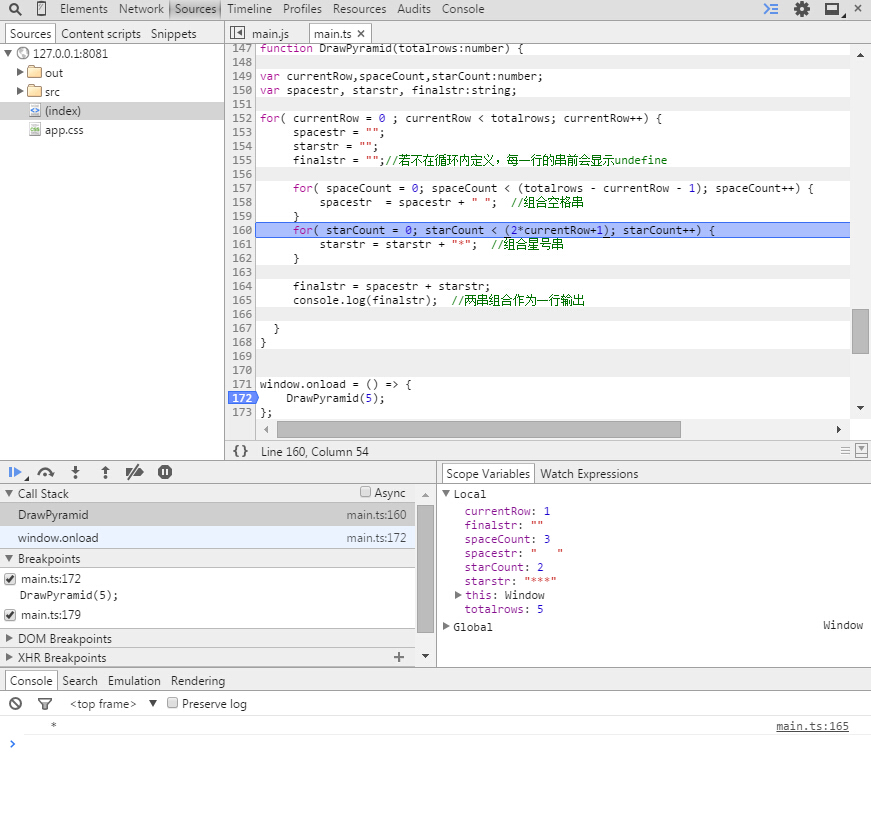 Elements Network Sources Timeline Profiles Resources Audits Console
Sources Content scripts Snippets
main.js main.ts
127.0.0.1:8081
out
src
(index)
app.css
147 function DrawPyramid(totalrows:number) {
148
149 var currentRow,spaceCount,starCount:number;
150 var spacestr, starstr, finalstr:string;
151
152 for( currentRow = 0 ; currentRow < totalrows; currentRow++) {
153 spacestr = "";
154 starstr = "";
155 finalstr = "";//若不在循环内定义，每一行的串前会显示undefine
156
157 for( spaceCount = 0; spaceCount < (totalrows - currentRow - 1); spaceCount++) {
158 spacestr  = spacestr + " ";  //组合空格串
159 }
160 for( starCount = 0; starCount < (2*currentRow+1); starCount++) {
161 starstr = starstr + "*";  //组合星号串
162 }
163
164 finalstr = spacestr + starstr;
165 console.log(finalstr);  //两串组合作为一行输出
166
167 }
168 }
169
170
171 window.onload = () => {
172 DrawPyramid(5);
173 };
{} Line 160, Column 54
Call Stack Async
DrawPyramid main.ts:160
window.onload main.ts:172
Breakpoints
main.ts:172
DrawPyramid(5);
main.ts:179
DOM Breakpoints
XHR Breakpoints +
Scope Variables Watch Expressions
Local
currentRow: 1
finalstr: ""
spaceCount: 3
spacestr: "   "
starCount: 2
starstr: "***"
this: Window
totalrows: 5
Global Window
Console Search Emulation Rendering
<top frame> Preserve log
* main.ts:165
>